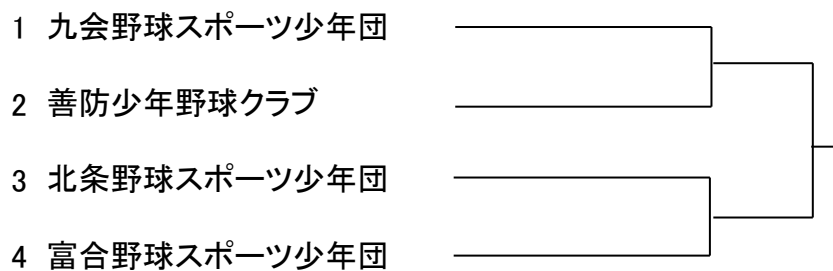 1 九会野球スポーツ少年団
2 善防少年野球クラブ
3 北条野球スポーツ少年団
4 富合野球スポーツ少年団